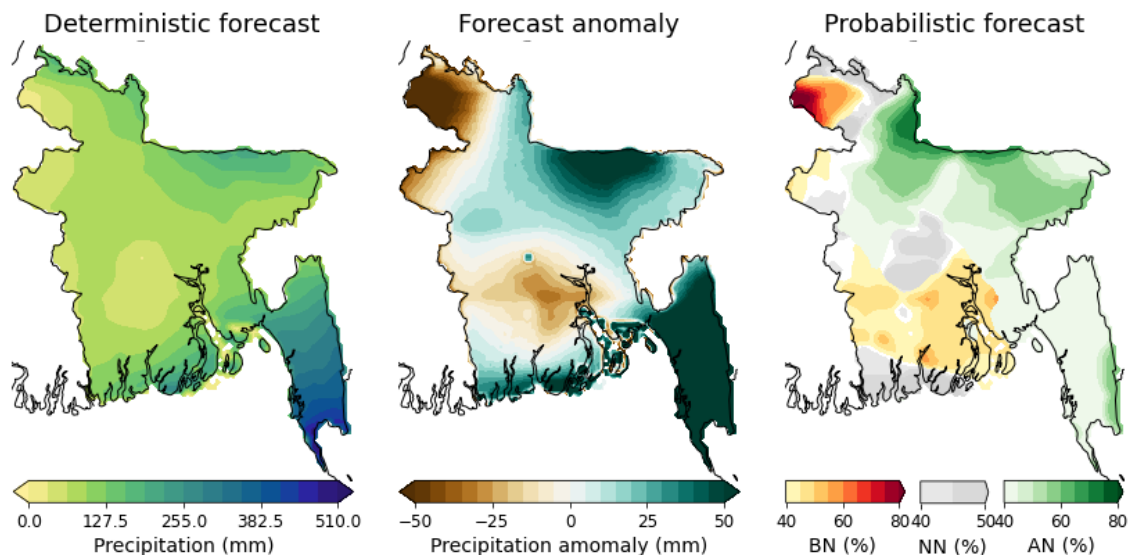 Deterministic forecast
Forecast anomaly
Probabilistic forecast
0.0 127.5 255.0 382.5 510.0
Precipitation (mm)
−50 −25 0 25 50
Precipitation amomaly (mm)
40 60 80
BN (%)
40 50
NN (%)
40 60 80
AN (%)